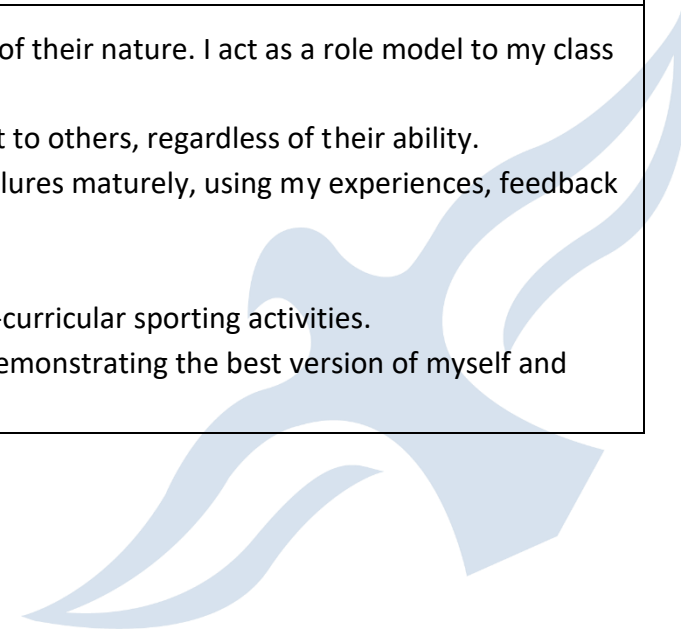 of their nature. I act as a role model to my class
t to others, regardless of their ability.
lures maturely, using my experiences, feedback
-curricular sporting activities.
emonstrating the best version of myself and